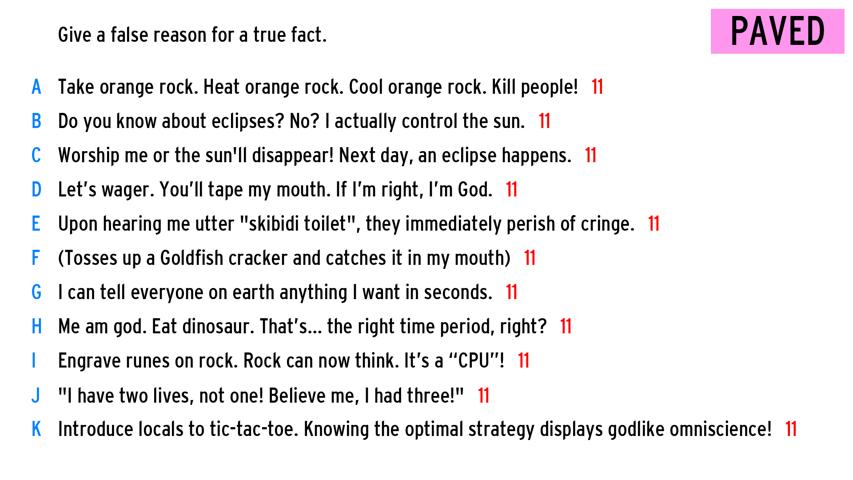 Give a false reason for a true fact.
PAVED
A Take orange rock. Heat orange rock. Cool orange rock. Kill people! 11
B Do you know about eclipses? No? I actually control the sun. 11
C Worship me or the sun'll disappear! Next day, an eclipse happens. 11
D Let's wager. You'll tape my mouth. If I'm right, I'm God. 11
E Upon hearing me utter "skibidi toilet", they immediately perish of cringe. 11
F (Tosses up a Goldfish cracker and catches it in my mouth) 11
G I can tell everyone on earth anything I want in seconds. 11
H Me am god. Eat dinosaur. That's... the right time period, right? 11
I Engrave runes on rock. Rock can now think. It's a “CPU”! 11
J "I have two lives, not one! Believe me, I had three!" 11
K Introduce locals to tic-tac-toe. Knowing the optimal strategy displays godlike omniscience! 11